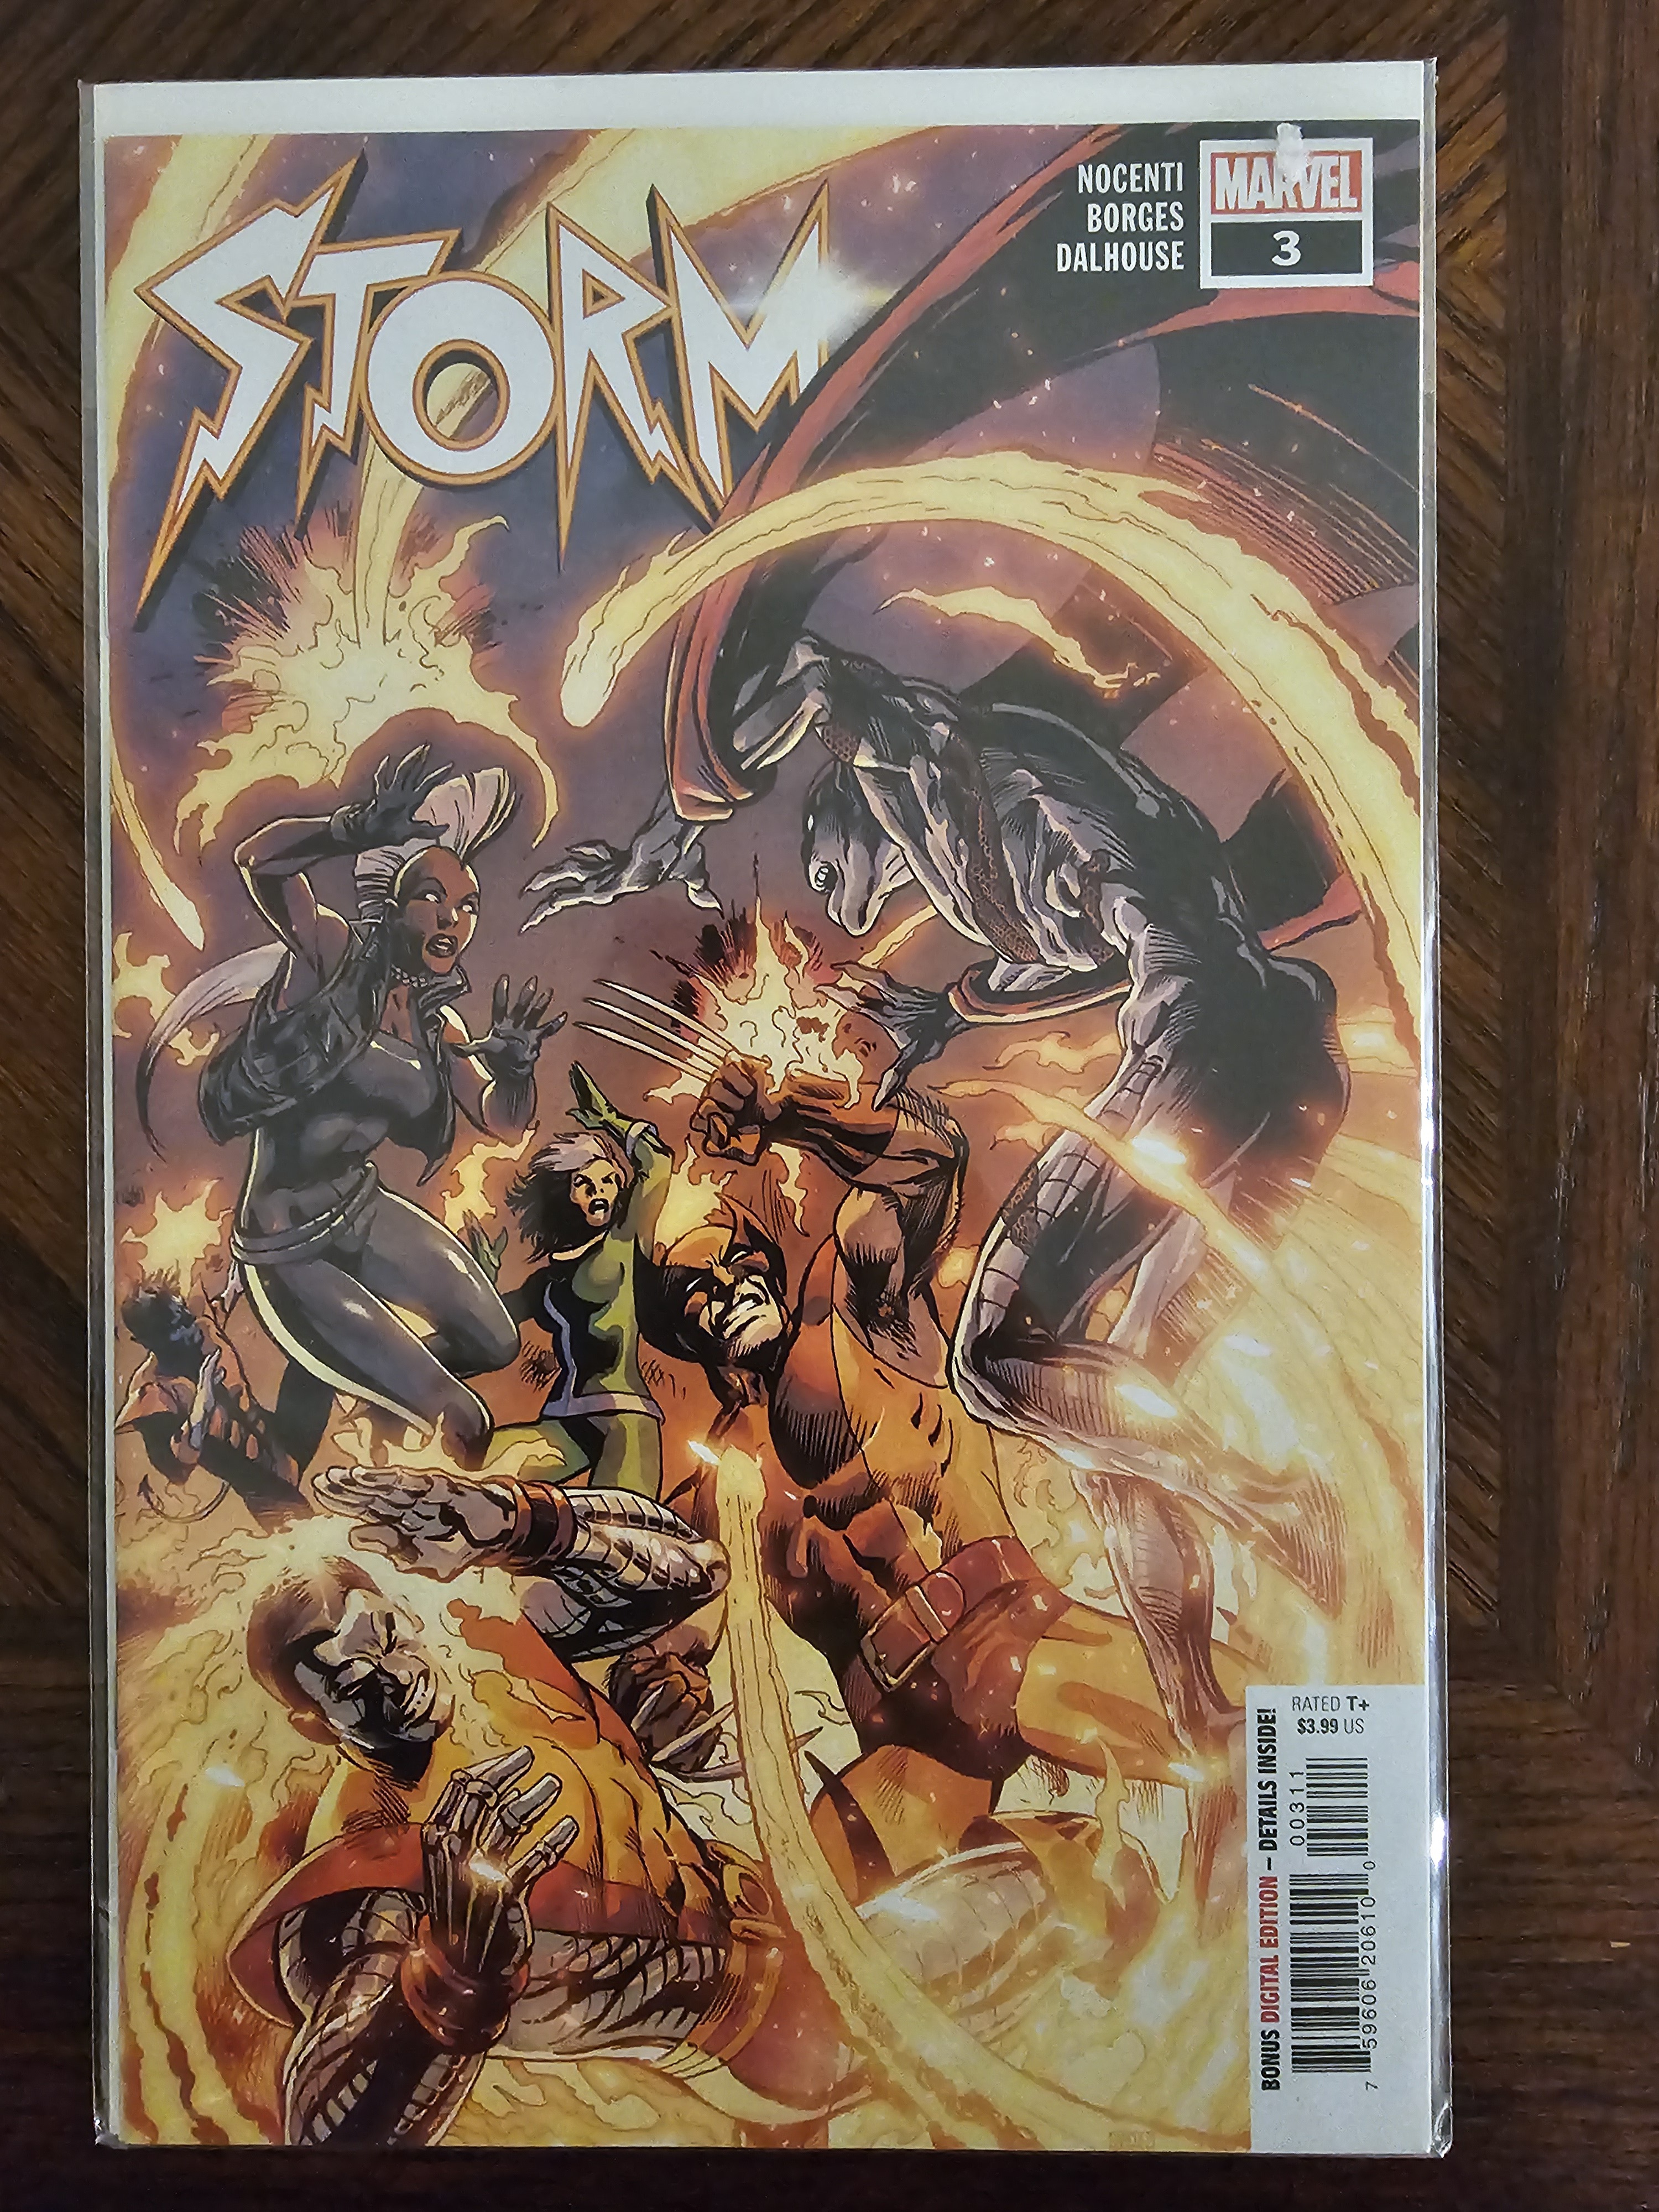 STORM
NOCENTI
BORGES
DALHOUSE
MARVEL
3
RATED T+
$3.99 US
BONUS DIGITAL EDITION – DETAILS INSIDE!
00311
7 59606 20610 0